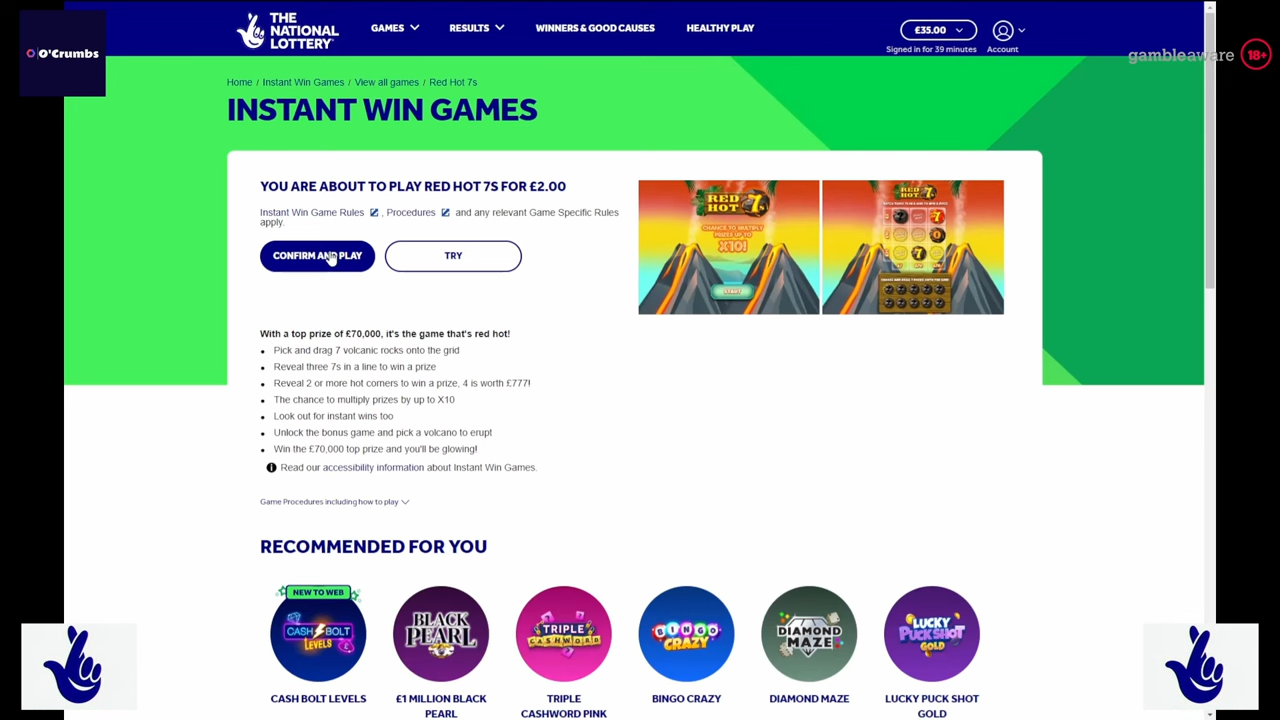 O'Crumbs
THE
NATIONAL
LOTTERY
GAMES
RESULTS
WINNERS & GOOD CAUSES
HEALTHY PLAY
£35.00
Signed in for 39 minutes
Account
gambleaware 18+
Home / Instant Win Games / View all games / Red Hot 7s
INSTANT WIN GAMES
YOU ARE ABOUT TO PLAY RED HOT 7S FOR £2.00
Instant Win Game Rules , Procedures and any relevant Game Specific Rules
apply.
CONFIRM AND PLAY
TRY
RED
HOT 7s
CHANCE TO MULTIPLY
PRIZES UP TO
X10!
START
RED
HOT 7s
With a top prize of £70,000, it's the game that's red hot!
• Pick and drag 7 volcanic rocks onto the grid
• Reveal three 7s in a line to win a prize
• Reveal 2 or more hot corners to win a prize, 4 is worth £777!
• The chance to multiply prizes by up to X10
• Look out for instant wins too
• Unlock the bonus game and pick a volcano to erupt
• Win the £70,000 top prize and you'll be glowing!
Read our accessibility information about Instant Win Games.
Game Procedures including how to play
RECOMMENDED FOR YOU
NEW TO WEB
CASH BOLT
LEVELS
BLACK
PEARL
TRIPLE
CASHWORD
BINGO
CRAZY
DIAMOND
MAZE
LUCKY
PUCK SHOT
GOLD
CASH BOLT LEVELS
£1 MILLION BLACK
PEARL
TRIPLE
CASHWORD PINK
BINGO CRAZY
DIAMOND MAZE
LUCKY PUCK SHOT
GOLD